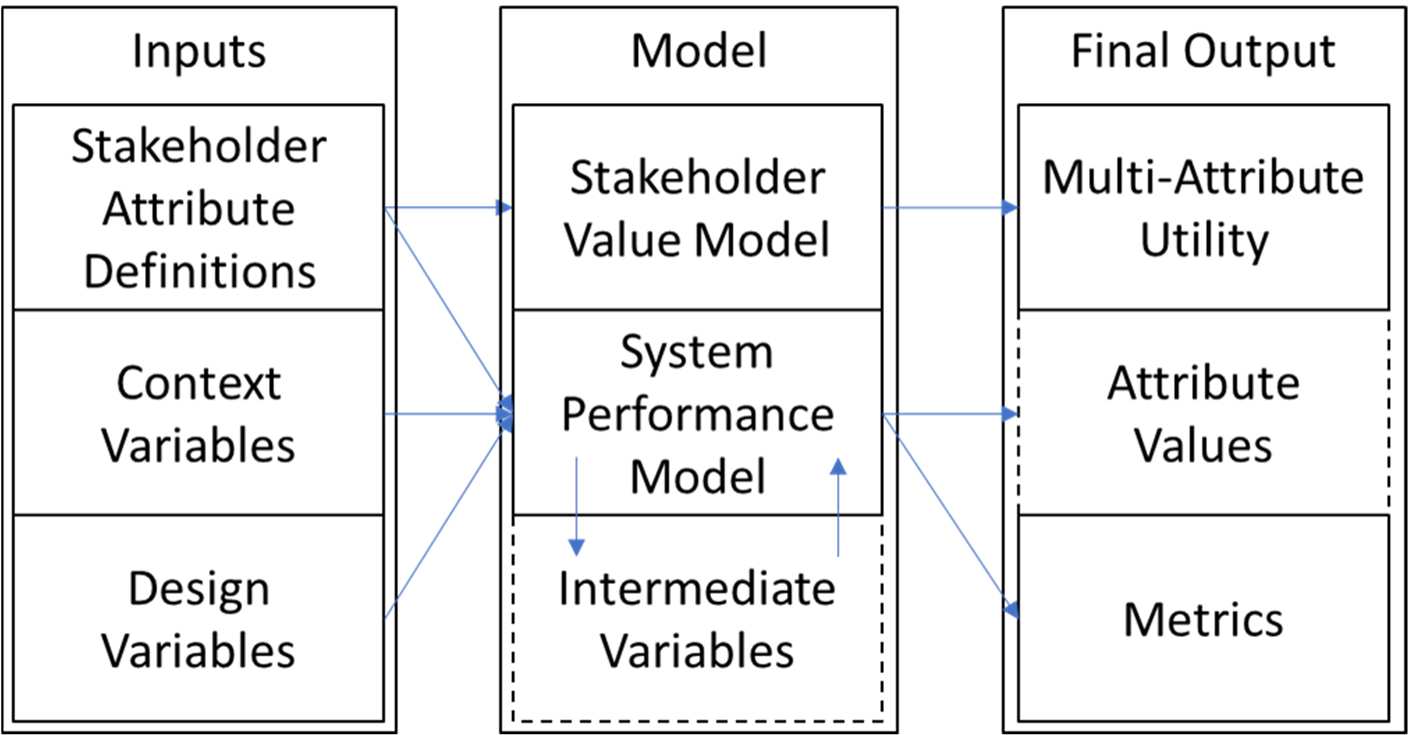 Inputs
Stakeholder
Attribute
Definitions
Context
Variables
Design
Variables
Model
Stakeholder
Value Model
System
Performance
Model
Intermediate
Variables
Final Output
Multi-Attribute
Utility
Attribute
Values
Metrics